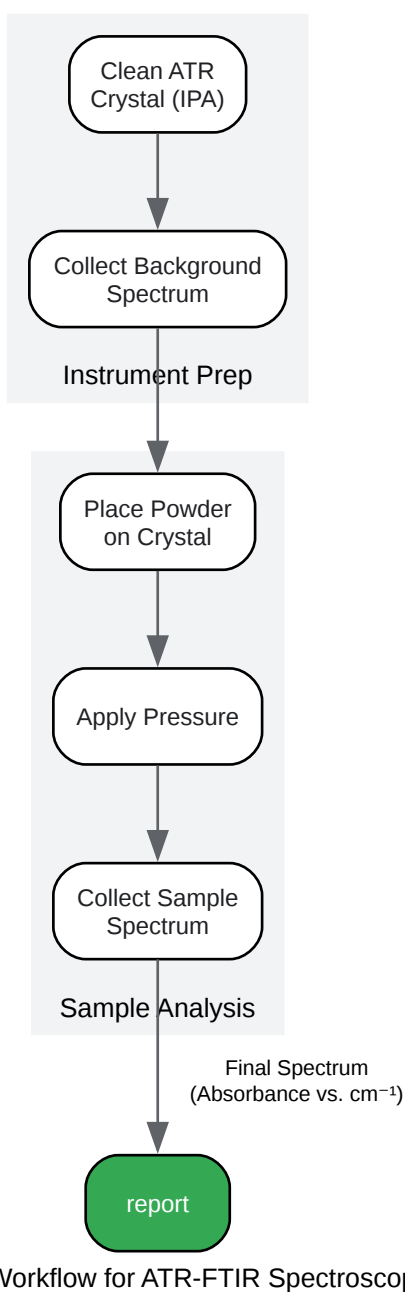 Clean ATR
Crystal (IPA)
Collect Background
Spectrum
Instrument Prep
Place Powder
on Crystal
Apply Pressure
Collect Sample
Spectrum
Sample Analysis
Final Spectrum
(Absorbance vs. cm⁻¹)
report
Workflow for ATR-FTIR Spectroscop